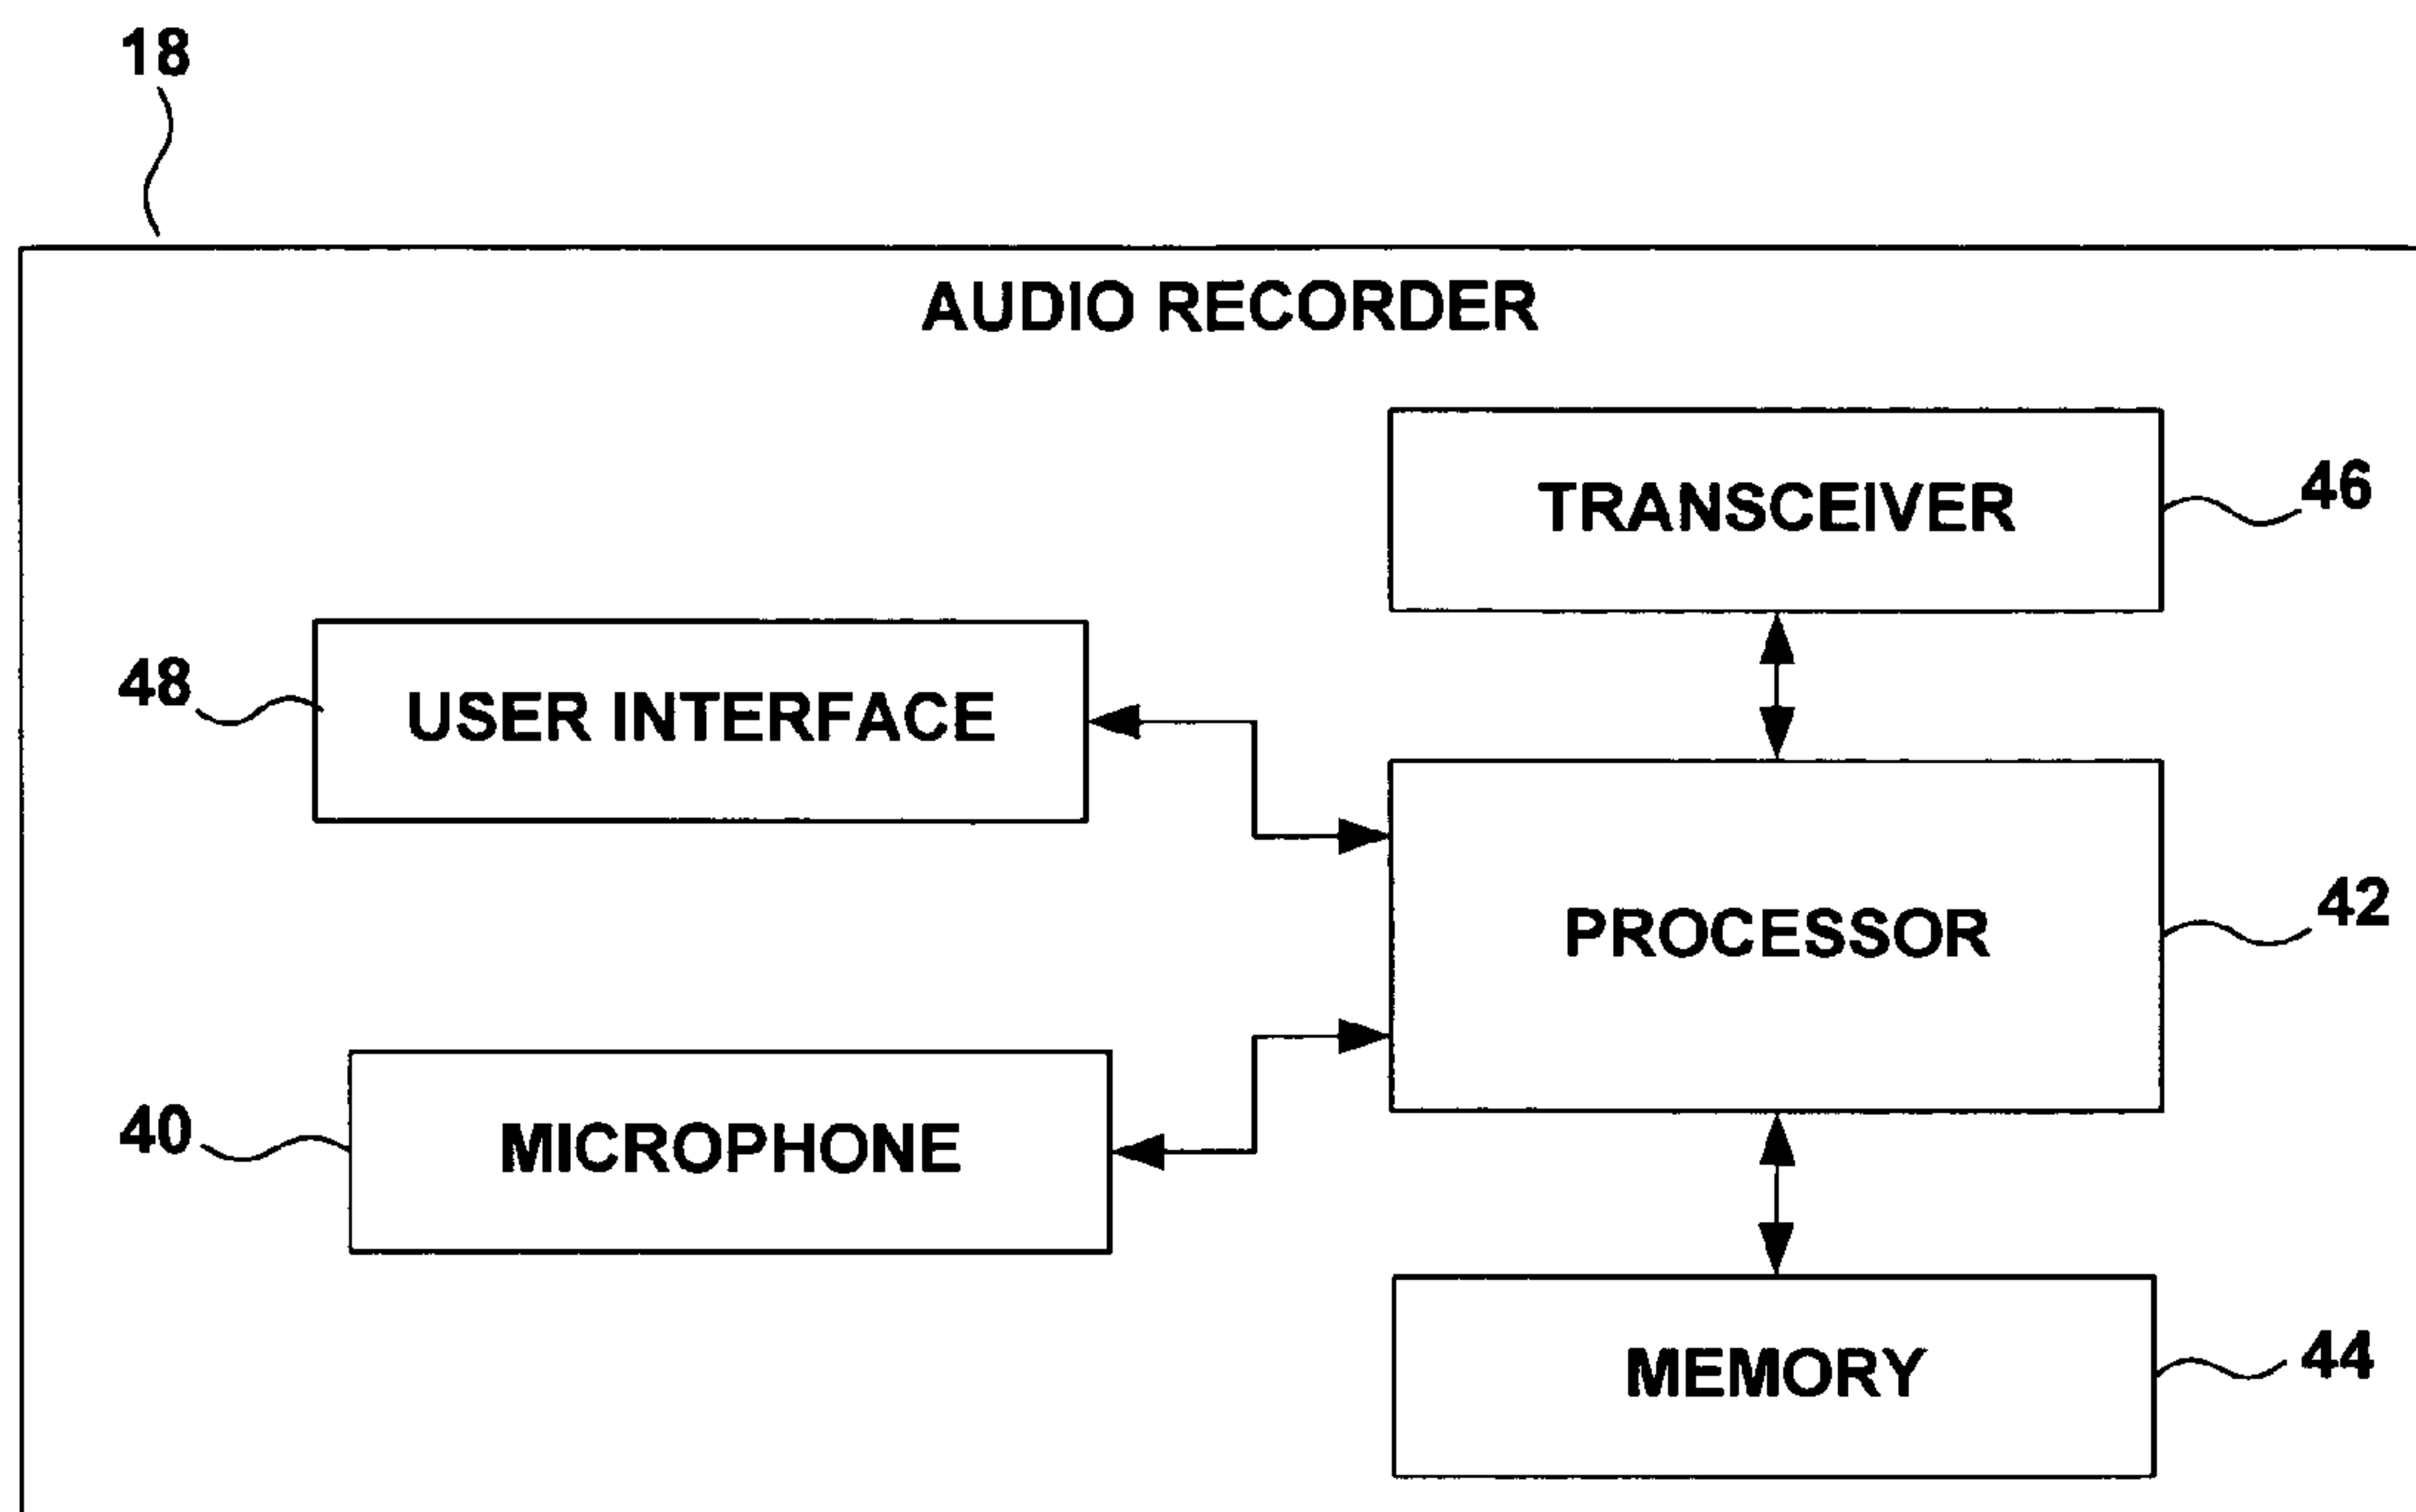 18
AUDIO RECORDER
TRANSCEIVER
46
48
USER INTERFACE
PROCESSOR
42
40
MICROPHONE
MEMORY
44